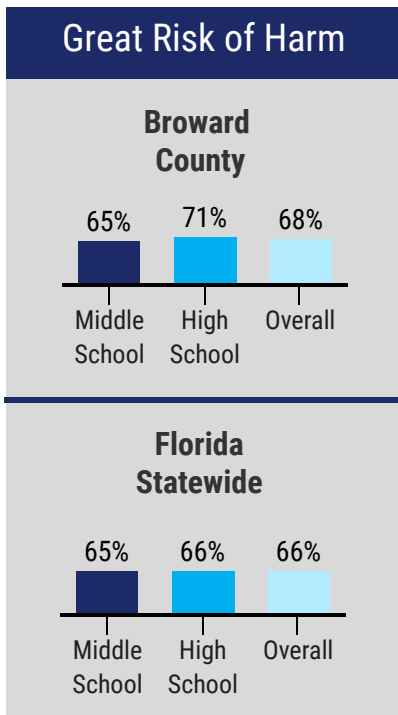 Great Risk of Harm
Broward
County
65%
71%
68%
Middle
School
High
School
Overall
Florida
Statewide
65%
66%
66%
Middle
School
High
School
Overall